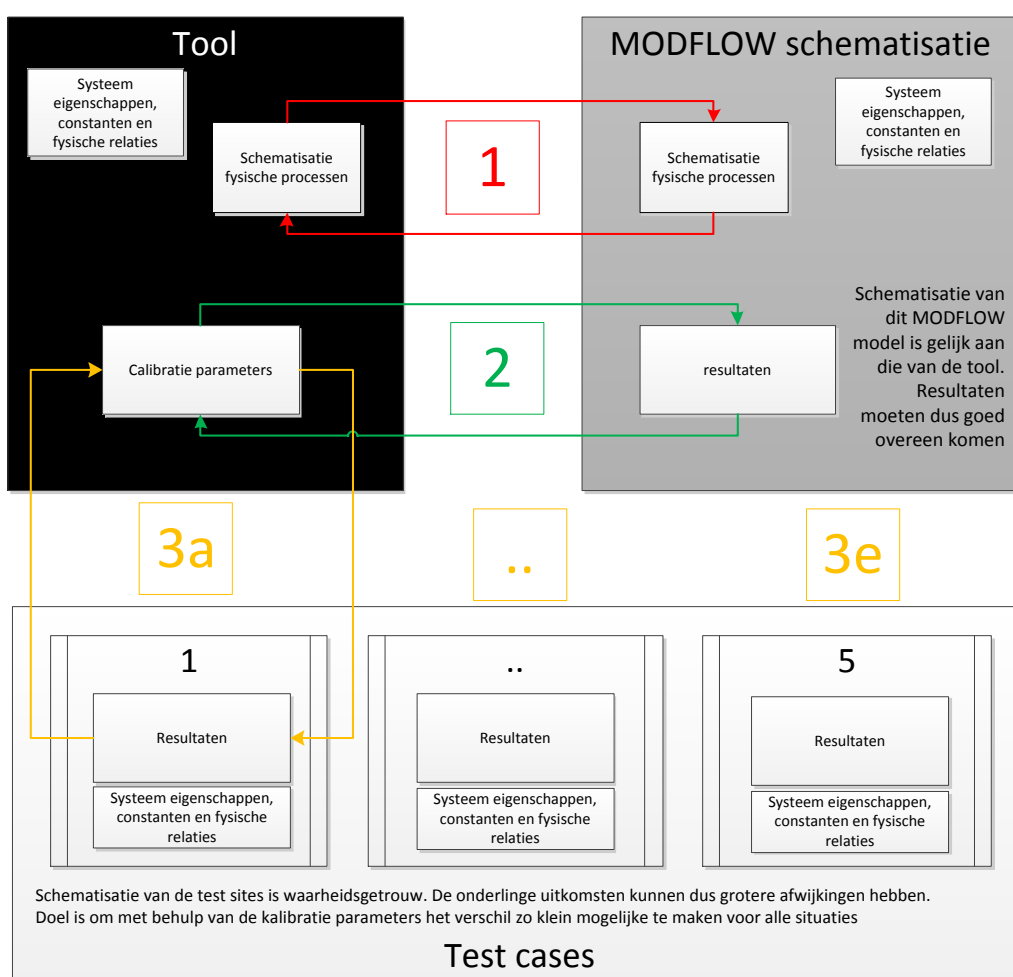 Tool
Systeem
eigenschappen,
constanten en
fysische relaties
Schematisatie
fysische processen
1
MODFLOW schematisatie
Systeem
eigenschappen,
constanten en
fysische relaties
Schematisatie
fysische processen
Calibratie parameters
2
resultaten
Schematisatie van
dit MODFLOW
model is gelijk aan
die van de tool.
Resultaten
moeten dus goed
overeen komen
3a
..
3e
1
Resultaten
Systeem eigenschappen,
constanten en fysische
relaties
..
Resultaten
Systeem eigenschappen,
constanten en fysische
relaties
5
Resultaten
Systeem eigenschappen,
constanten en fysische
relaties
Schematisatie van de test sites is waarheidsgetrouw. De onderlinge uitkomsten kunnen dus grotere afwijkingen hebben.
Doel is om met behulp van de kalibratie parameters het verschil zo klein mogelijke te maken voor alle situaties
Test cases